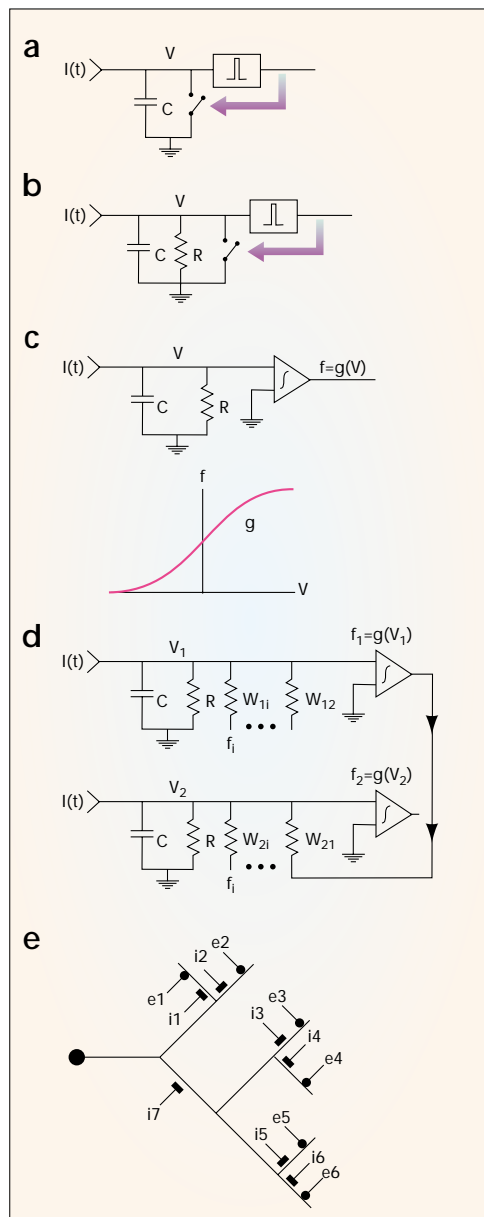 a
V
I(t)
C
b
V
I(t)
C R
c
V
I(t)
f=g(V)
C R
f
g
V
d
f₁=g(V₁)
V₁
I(t)
C R W₁ᵢ W₁₂
fᵢ
f₂=g(V₂)
V₂
I(t)
C R W₂ᵢ W₂₁
fᵢ
e
e2
i2
e1
i1
e3
i3
i4
e4
i7
e5
i5
i6
e6